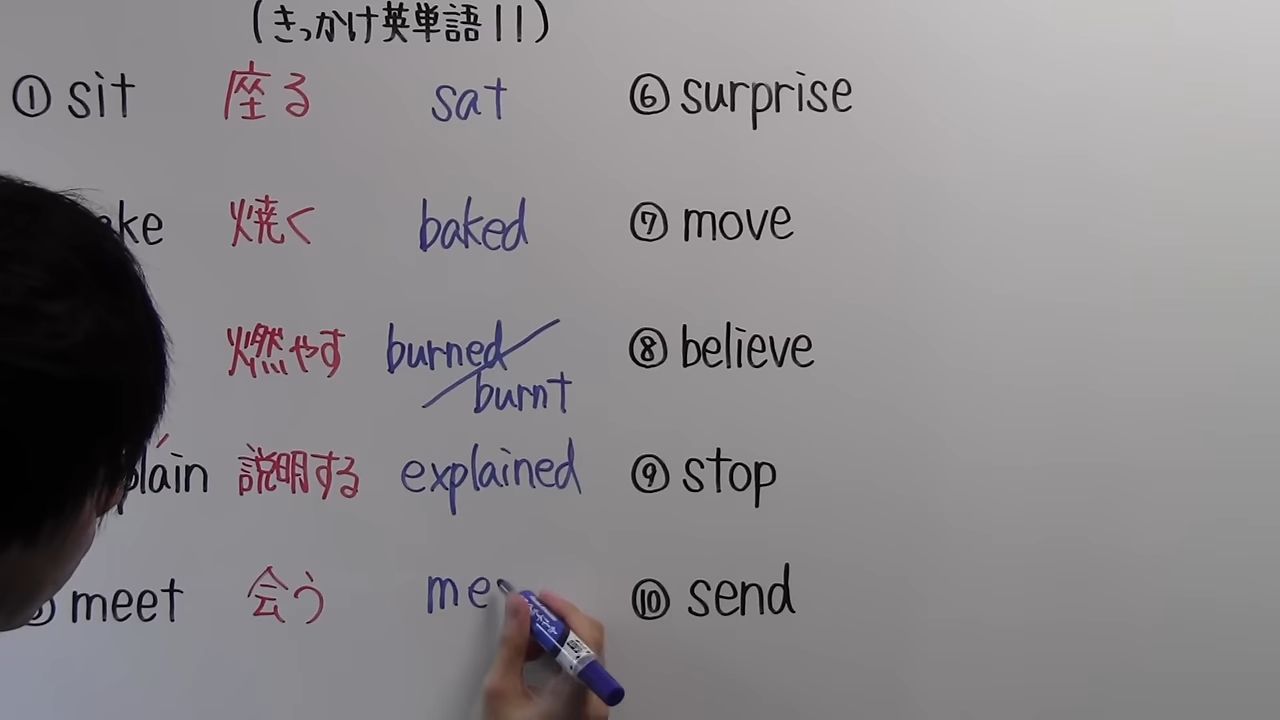 (きっかけ英単語11)
① sit 座る sat
焼く baked
燃やす burned
burnt
説明する explained
meet 会う me
⑥ surprise
⑦ move
⑧ believe
⑨ stop
⑩ send